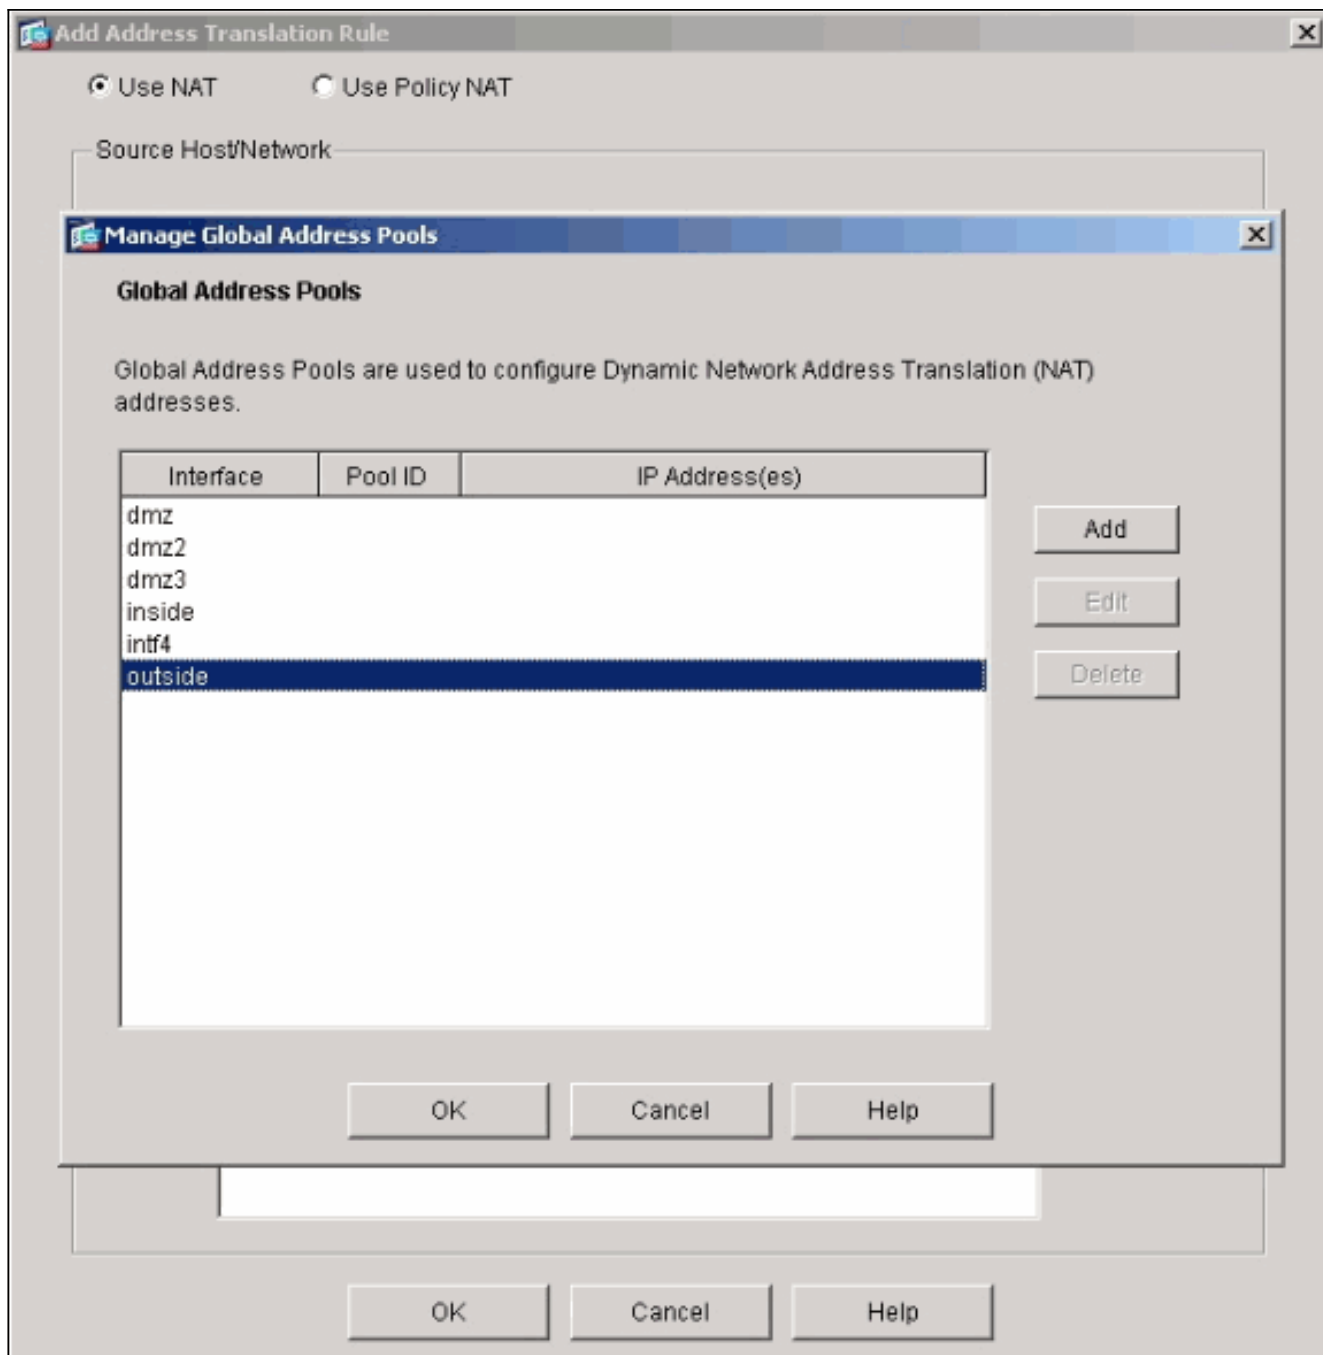 Add Address Translation Rule
Use NAT Use Policy NAT
Source Host/Network
Manage Global Address Pools
Global Address Pools
Global Address Pools are used to configure Dynamic Network Address Translation (NAT)
addresses.
Interface Pool ID IP Address(es)
dmz
dmz2
dmz3
inside
intf4
outside
Add
Edit
Delete
OK Cancel Help
OK Cancel Help